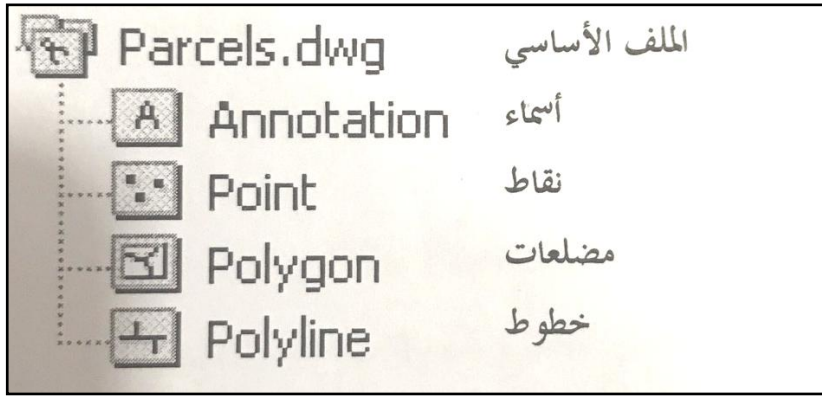 Parcels.dwg الملف الأساسي
Annotation أسماء
Point نقاط
Polygon مضلعات
Polyline خطوط